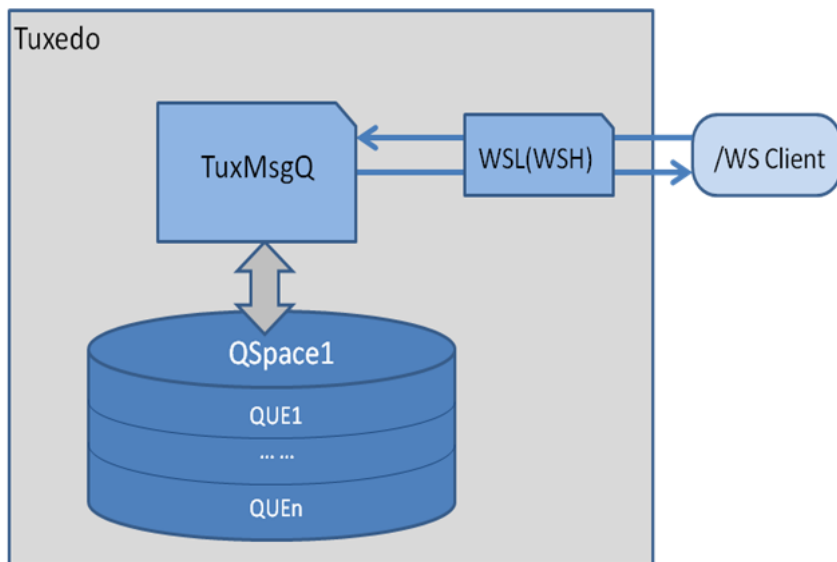 Tuxedo
TuxMsgQ
WSL(WSH)
/WS Client
QSpace1
QUE1
... ...
QUEn